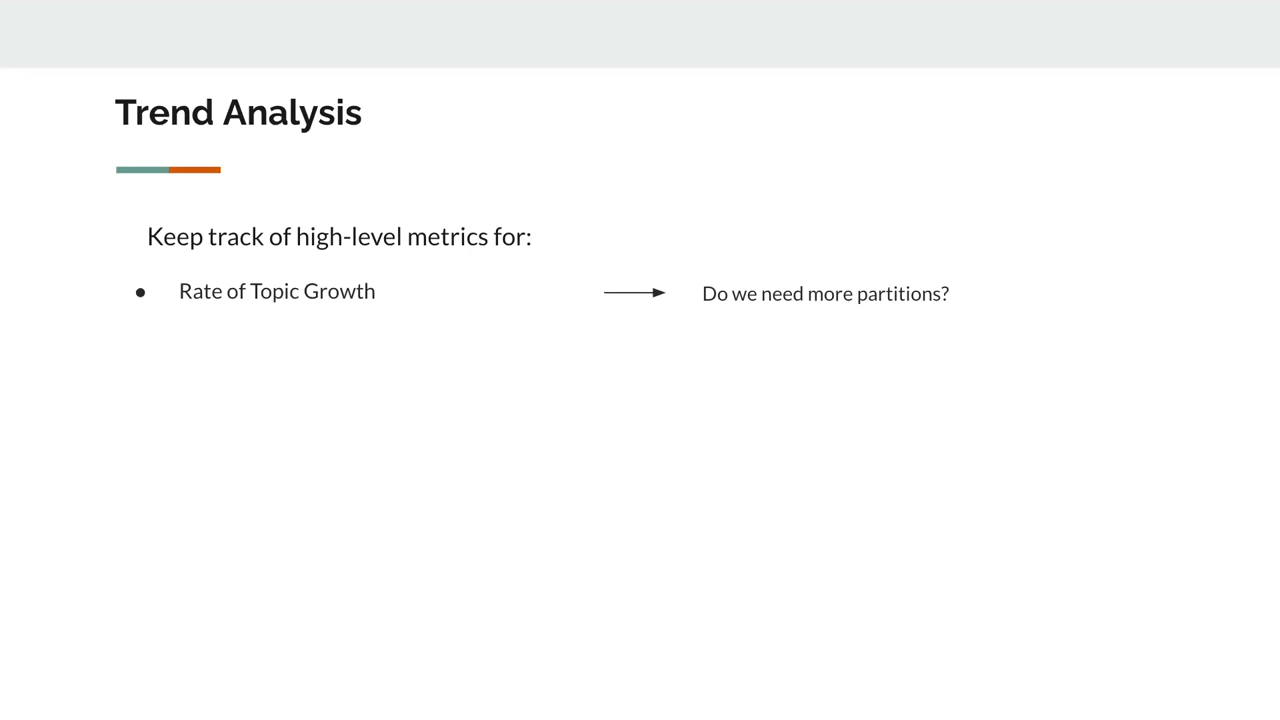 Trend Analysis
Keep track of high-level metrics for:
● Rate of Topic Growth
Do we need more partitions?